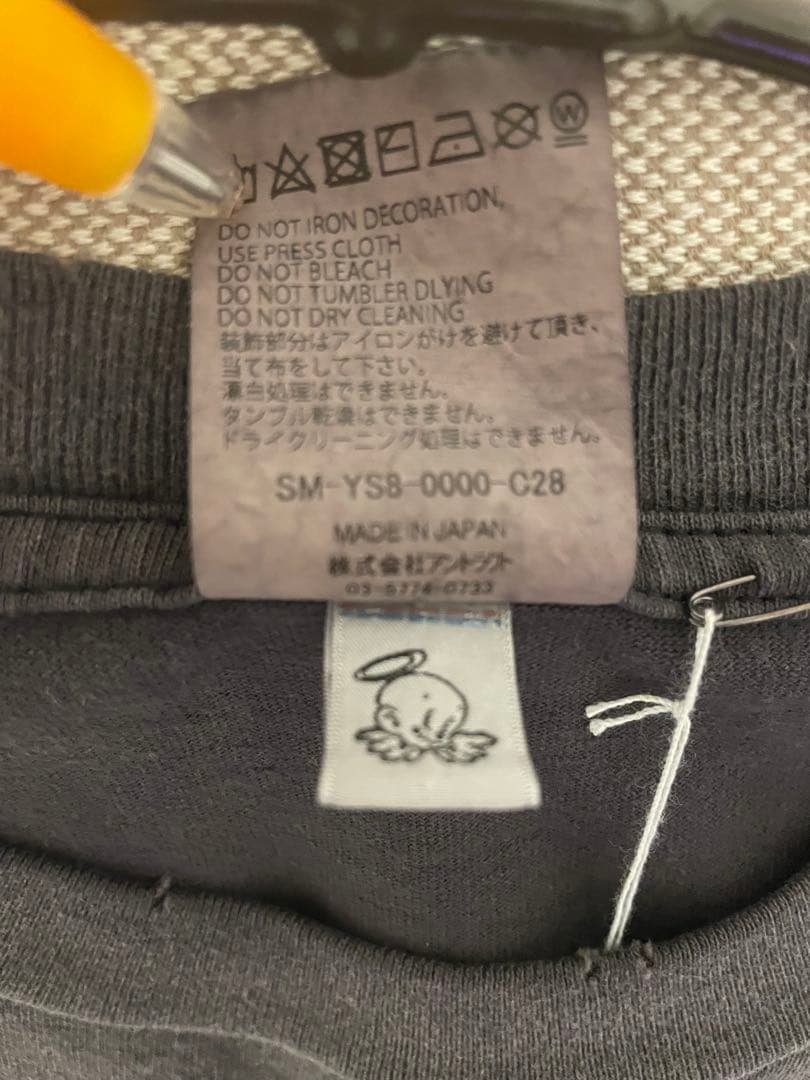 W
DO NOT IRON DECORATION,
USE PRESS CLOTH
DO NOT BLEACH
DO NOT TUMBLER DLYING
DO NOT DRY CLEANING
装飾部分はアイロンがけを避けて頂き、
当て布をして下さい。
漂白処理はできません。
タンブル乾燥はできません。
ドライクリーニング処理はできません。
SM-YS8-0000-C28
MADE IN JAPAN
株式会社アントラクト
03-5774-0733